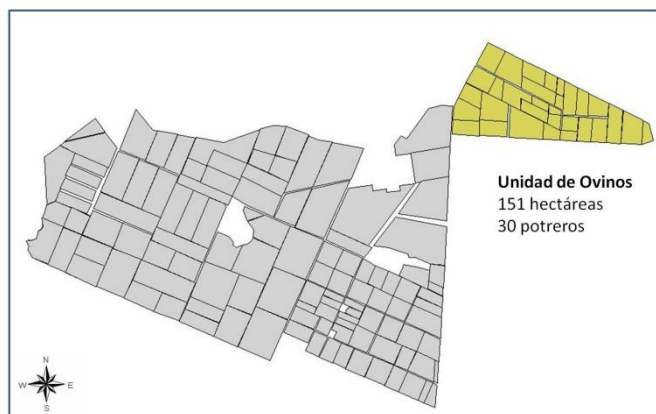 Unidad de Ovinos
151 hectáreas
30 potreros
N
W E
S